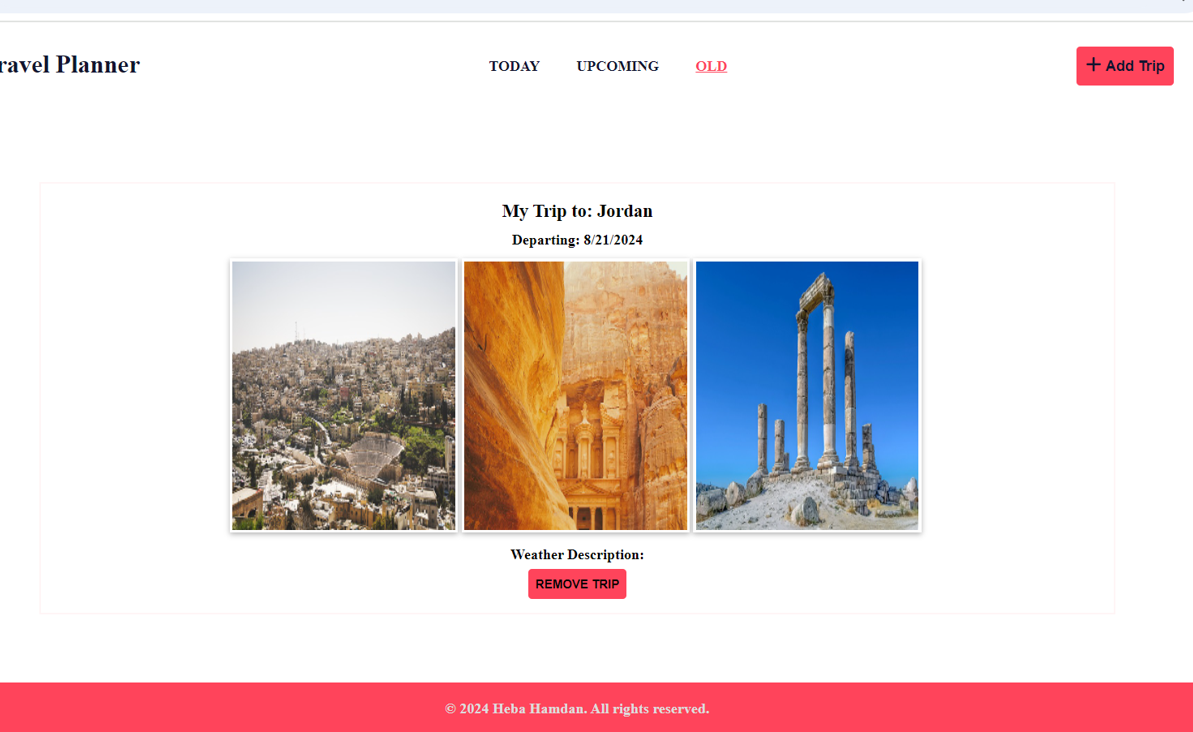 ravel Planner
TODAY UPCOMING OLD
+ Add Trip
My Trip to: Jordan
Departing: 8/21/2024
Weather Description:
REMOVE TRIP
© 2024 Heba Hamdan. All rights reserved.